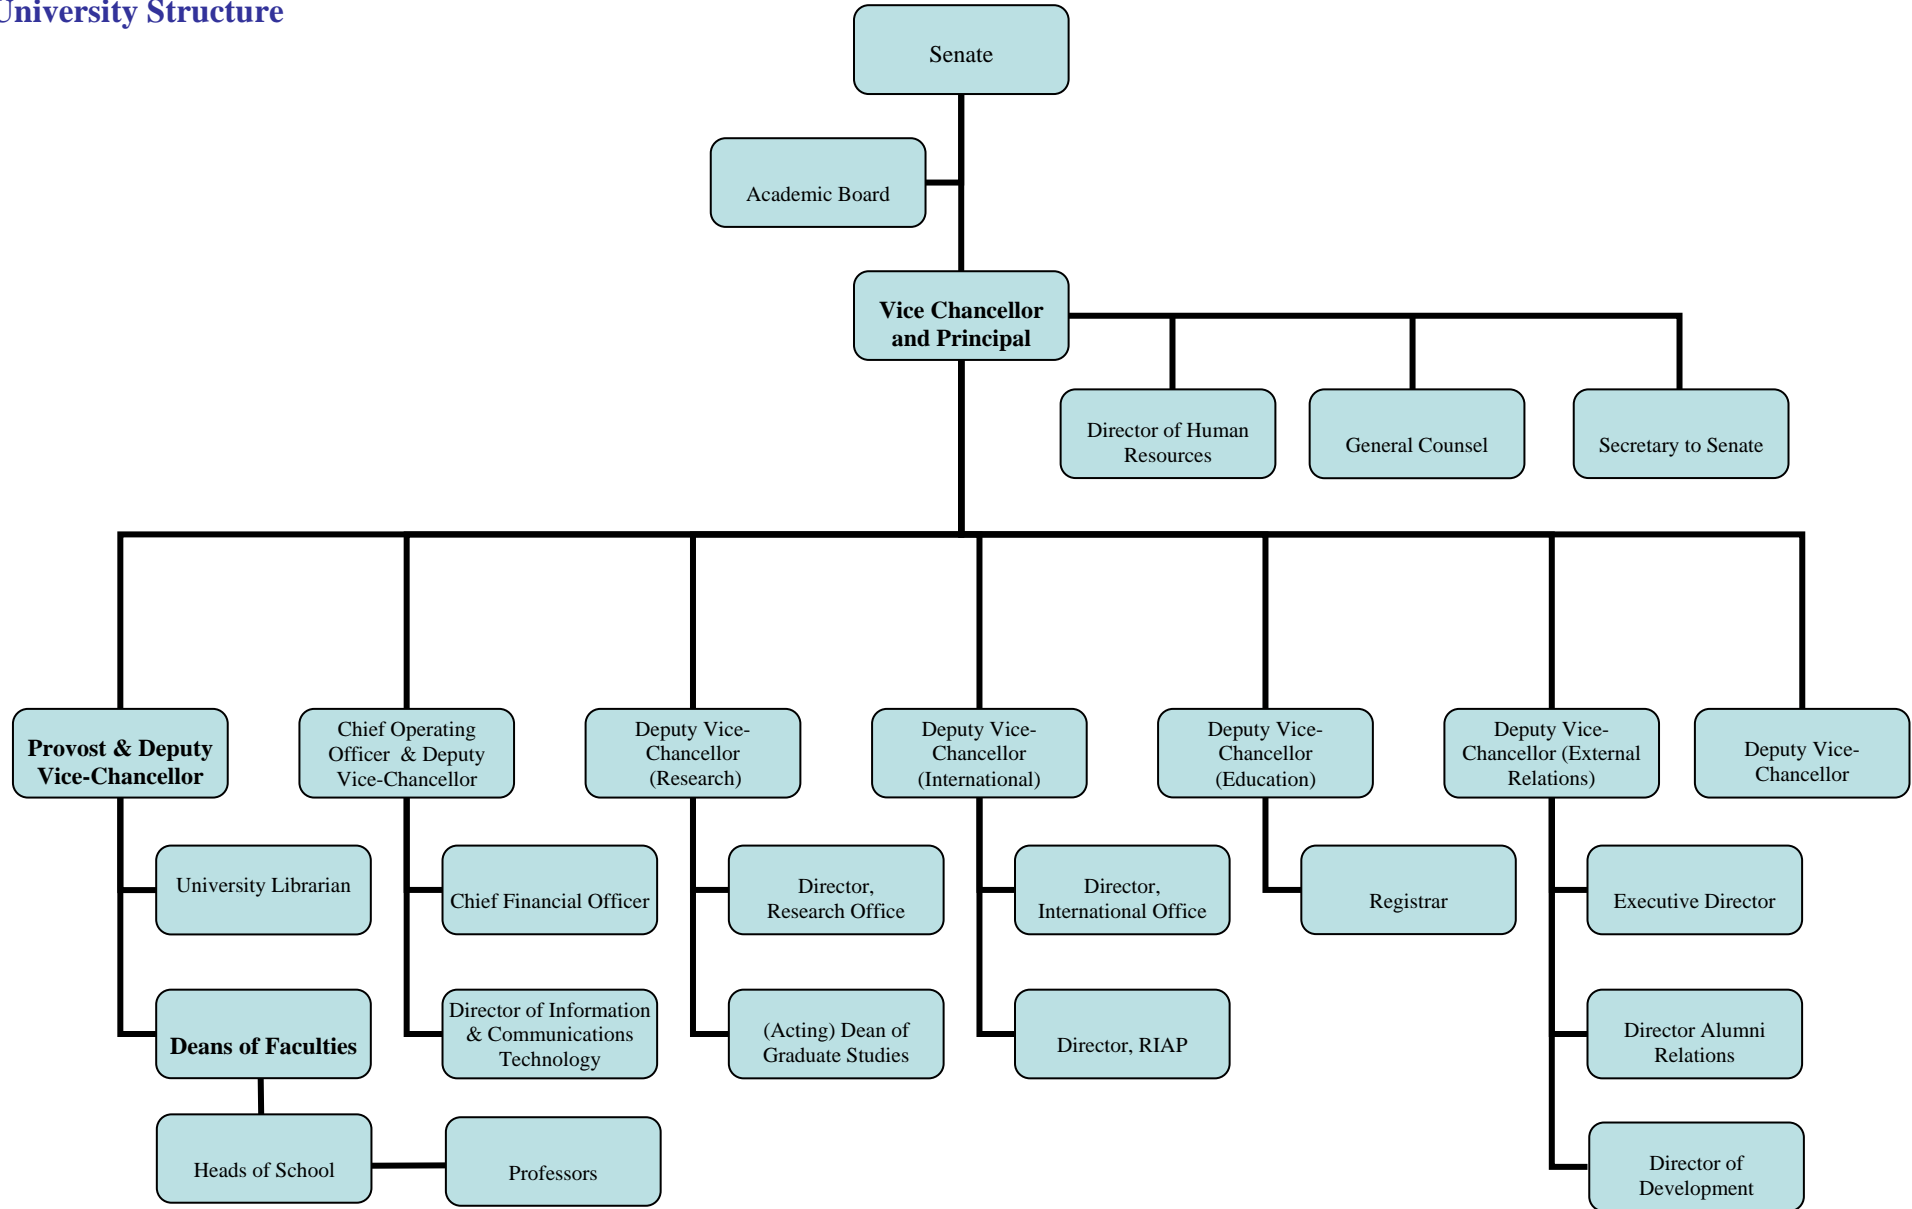 University Structure
Senate
Academic Board
Vice Chancellor
and Principal
Director of Human
Resources
General Counsel
Secretary to Senate
Provost & Deputy
Vice-Chancellor
Chief Operating
Officer & Deputy
Vice-Chancellor
Deputy Vice-
Chancellor
(Research)
Deputy Vice-
Chancellor
(International)
Deputy Vice-
Chancellor
(Education)
Deputy Vice-
Chancellor (External
Relations)
Deputy Vice-
Chancellor
University Librarian
Chief Financial Officer
Director,
Research Office
Director,
International Office
Registrar
Executive Director
Deans of Faculties
Director of Information
& Communications
Technology
(Acting) Dean of
Graduate Studies
Director, RIAP
Director Alumni
Relations
Heads of School
Professors
Director of
Development